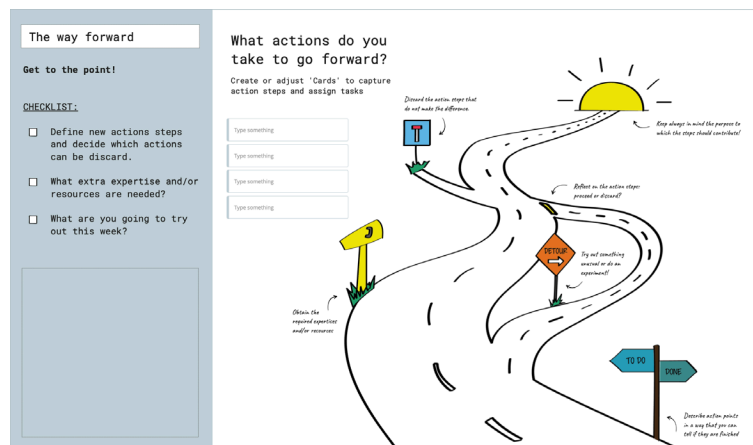 The way forward
Get to the point!
CHECKLIST:
Define new actions steps
and decide which actions
can be discard.
What extra expertise and/or
resources are needed?
What are you going to try
out this week?
What actions do you
take to go forward?
Create or adjust 'Cards' to capture
action steps and assign tasks
Type something
Type something
Type something
Type something
Discard the action steps that
do not make the difference.
Keep always in mind the purpose to
which the steps should contribute!
Reflect on the action steps:
proceed or discard?
DETOUR
Try out something
unusual or do an
experiment!
Obtain the
required expertices
and/or resources
TO DO
DONE
Describe action points
in a way that you can
tell if they are finished